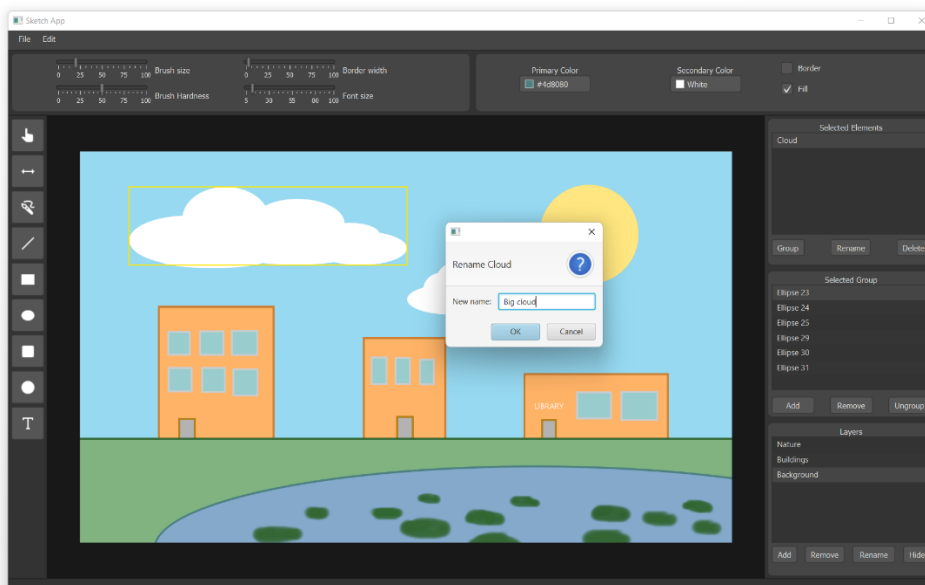 Sketch App
File Edit
0 25 50 75 100 Brush size
0 25 50 75 100 Border width
0 25 50 75 100 Brush Hardness
5 30 55 80 100 Font size
Primary Color
#4d8080
Secondary Color
White
Border
Fill
T
LIBRARY
Rename Cloud
?
New name: Big cloud
OK Cancel
Selected Elements
Cloud
Group Rename Delete
Selected Group
Ellipse 23
Ellipse 24
Ellipse 25
Ellipse 29
Ellipse 30
Ellipse 31
Add Remove Ungroup
Layers
Nature
Buildings
Background
Add Remove Rename Hide